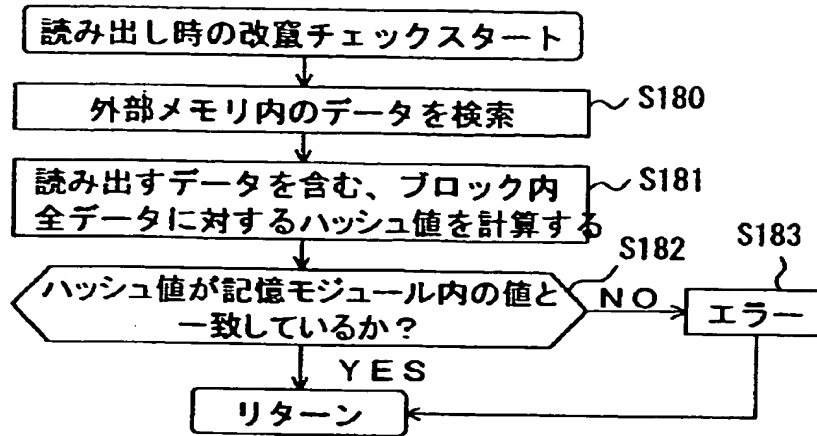 読み出し時の改竄チェックスタート
外部メモリ内のデータを検索
S180
読み出すデータを含む、ブロック内
全データに対するハッシュ値を計算する
S181
ハッシュ値が記憶モジュール内の値と
一致しているか？
S182
NO
S183
エラー
YES
リターン